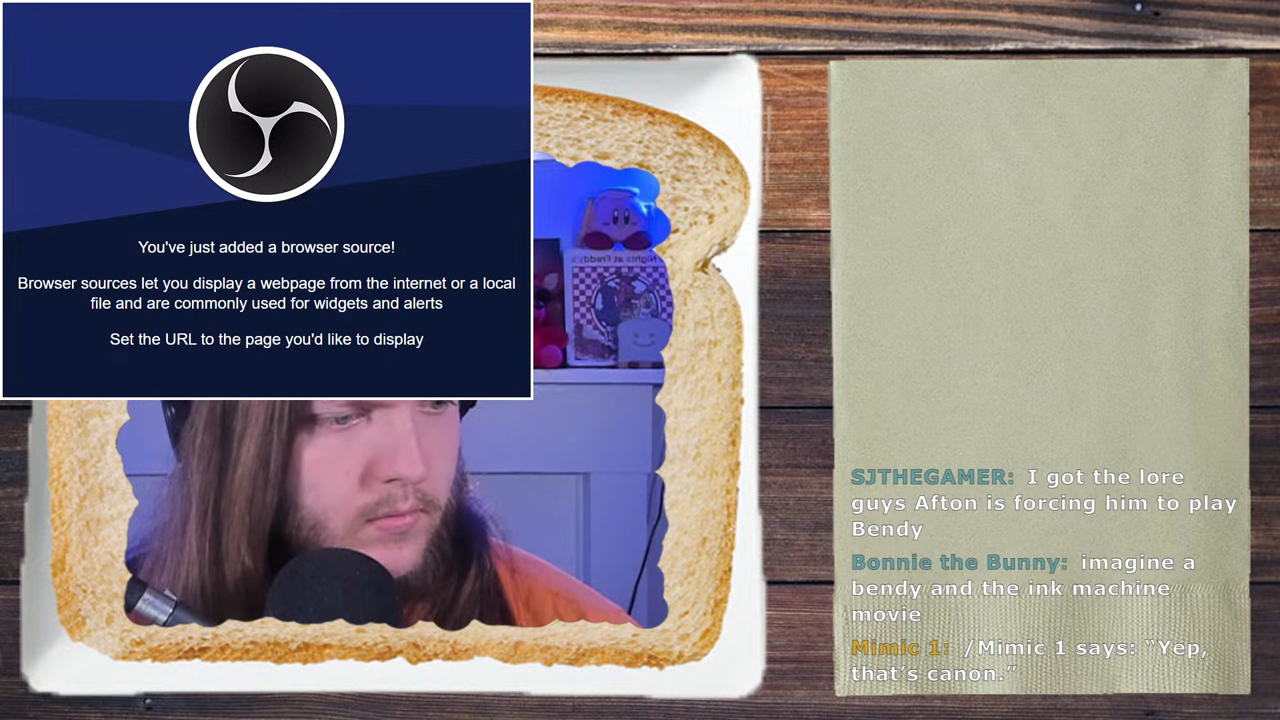 You've just added a browser source!
Browser sources let you display a webpage from the internet or a local
file and are commonly used for widgets and alerts
Set the URL to the page you'd like to display
Nights at Freddy's
SJTHEGAMER: I got the lore
guys Afton is forcing him to play
Bendy
Bonnie the Bunny: imagine a
bendy and the ink machine
movie
Mimic 1: /Mimic 1 says: “Yep,
that’s canon.”